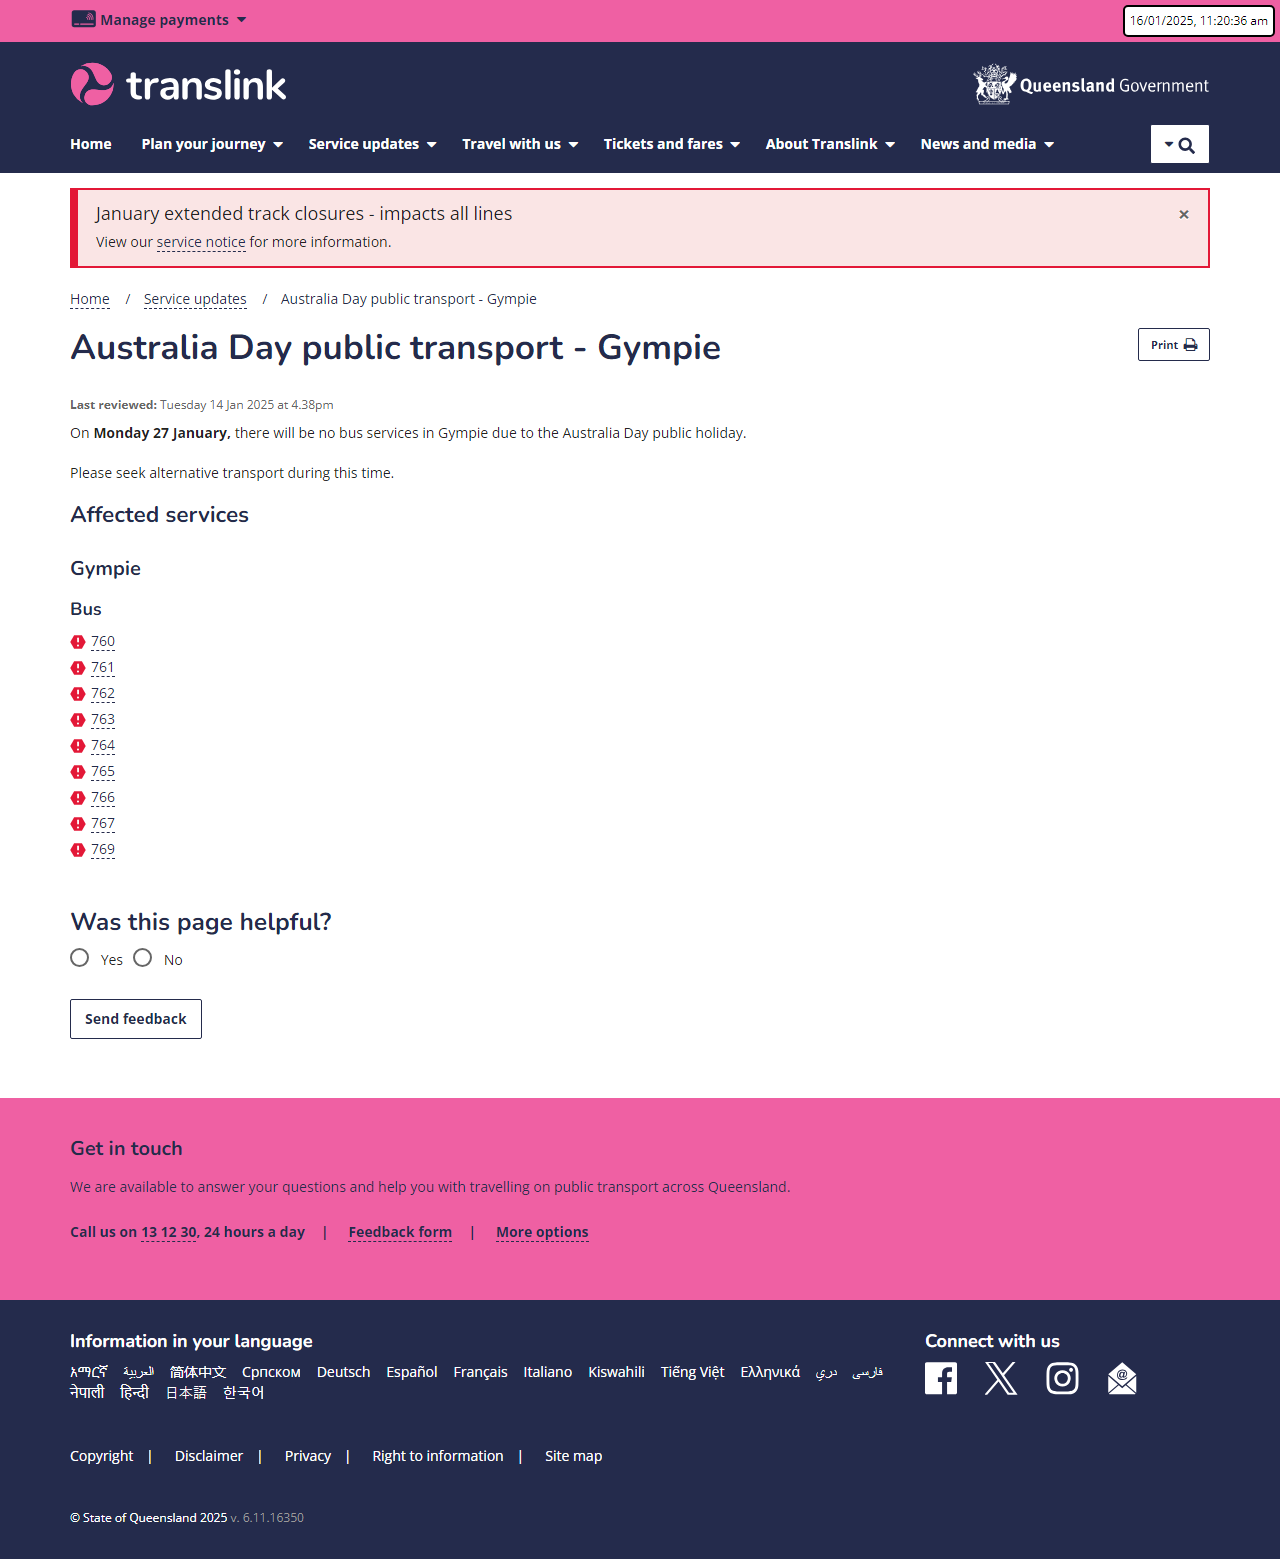 Manage payments
16/01/2025, 11:20:36 am
translink
Queensland Government
Home Plan your journey Service updates Travel with us Tickets and fares About Translink News and media
January extended track closures - impacts all lines
×
View our service notice for more information.
Home / Service updates / Australia Day public transport - Gympie
Australia Day public transport - Gympie
Print
Last reviewed: Tuesday 14 Jan 2025 at 4.38pm
On Monday 27 January, there will be no bus services in Gympie due to the Australia Day public holiday.
Please seek alternative transport during this time.
Affected services
Gympie
Bus
760
761
762
763
764
765
766
767
769
Was this page helpful?
Yes No
Send feedback
Get in touch
We are available to answer your questions and help you with travelling on public transport across Queensland.
Call us on 13 12 30, 24 hours a day | Feedback form | More options
Information in your language
Connect with us
አማርኛ العربية 简体中文 Српском Deutsch Español Français Italiano Kiswahili Tiếng Việt Ελληνικά دري فارسی
नेपाली हिन्दी 日本語 한국어
Copyright | Disclaimer | Privacy | Right to information | Site map
© State of Queensland 2025 v. 6.11.16350